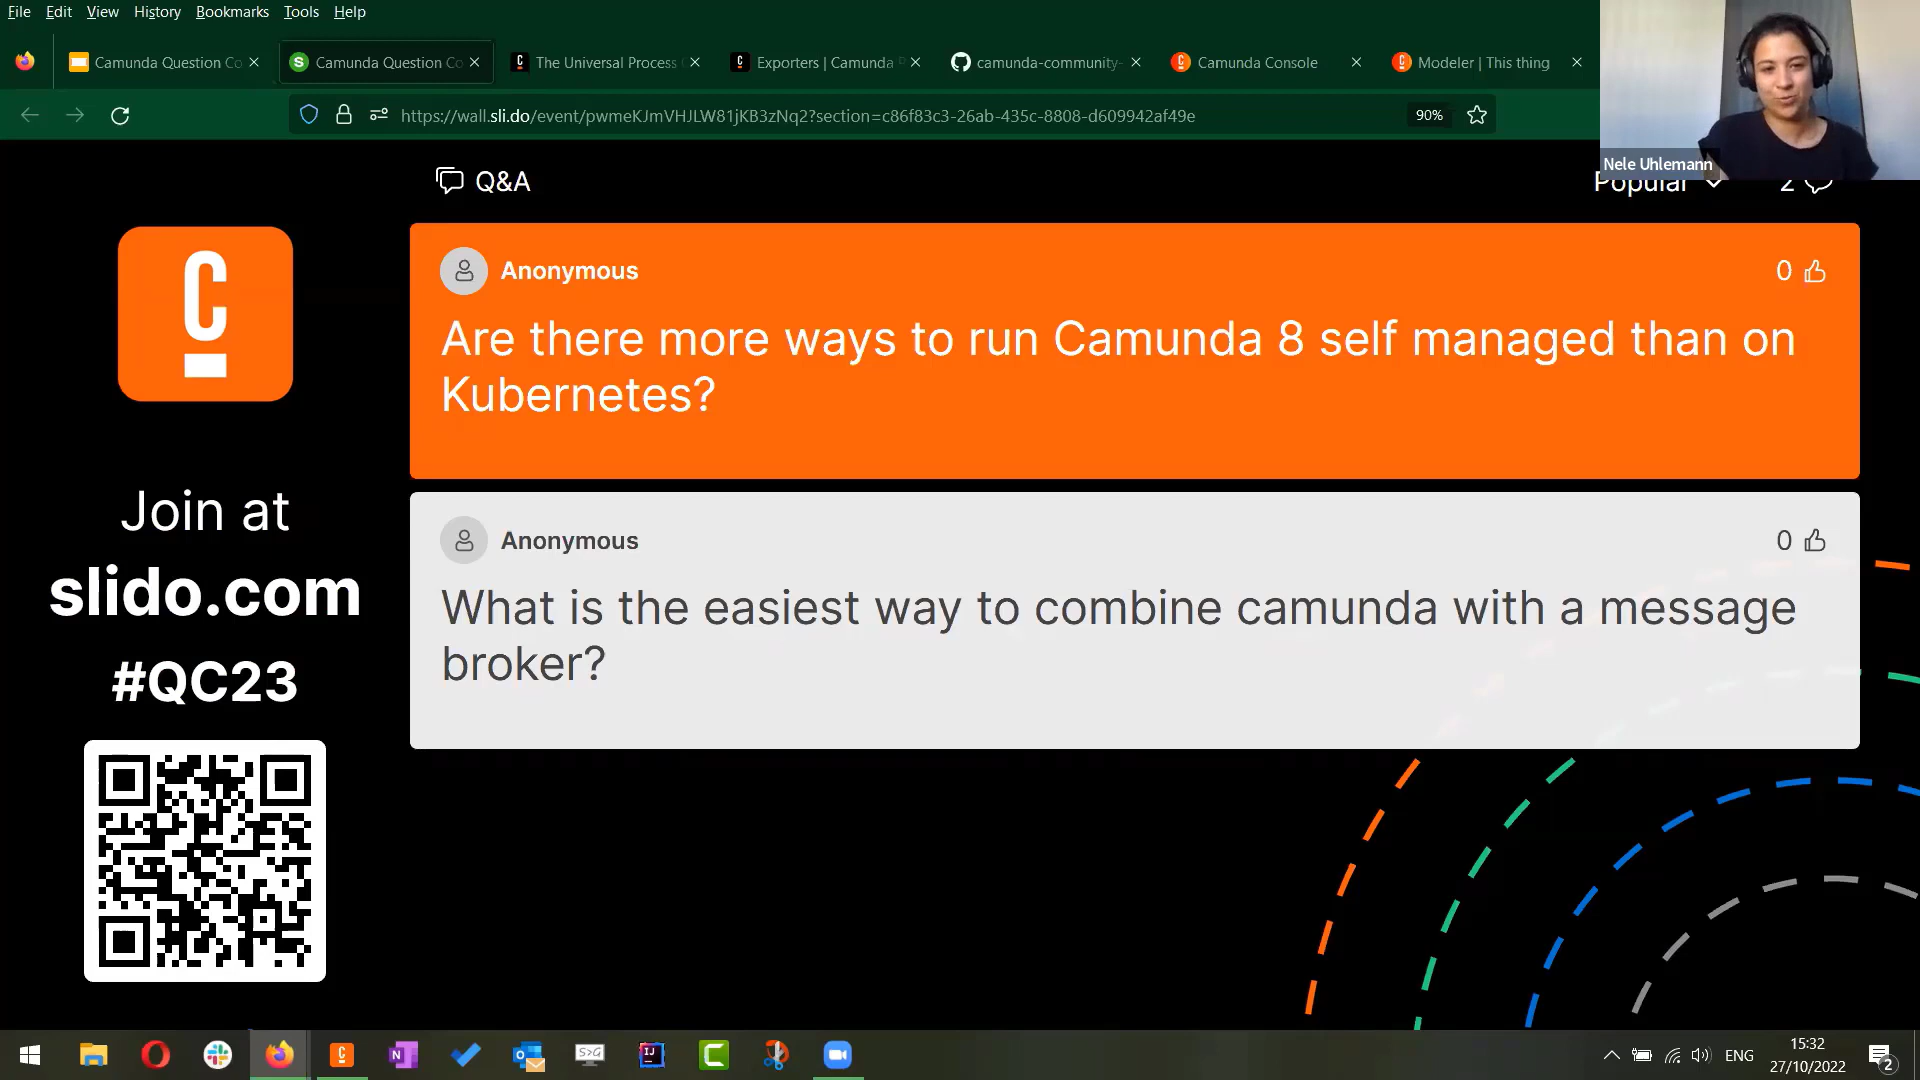 File Edit View History Bookmarks Tools Help
Camunda Question Co
Camunda Question Co
The Universal Process
Exporters | Camunda
camunda-community-
Camunda Console
Modeler | This thing
https://wall.sli.do/event/pwmeKJmVHJLW81jKB3zNq2?section=c86f83c3-26ab-435c-8808-d609942af49e
90%
Nele Uhlemann
Q&A
Popular
2
Anonymous
0
Are there more ways to run Camunda 8 self managed than on
Kubernetes?
Anonymous
0
What is the easiest way to combine camunda with a message
broker?
Join at
slido.com
#QC23
ENG
15:32
27/10/2022
2